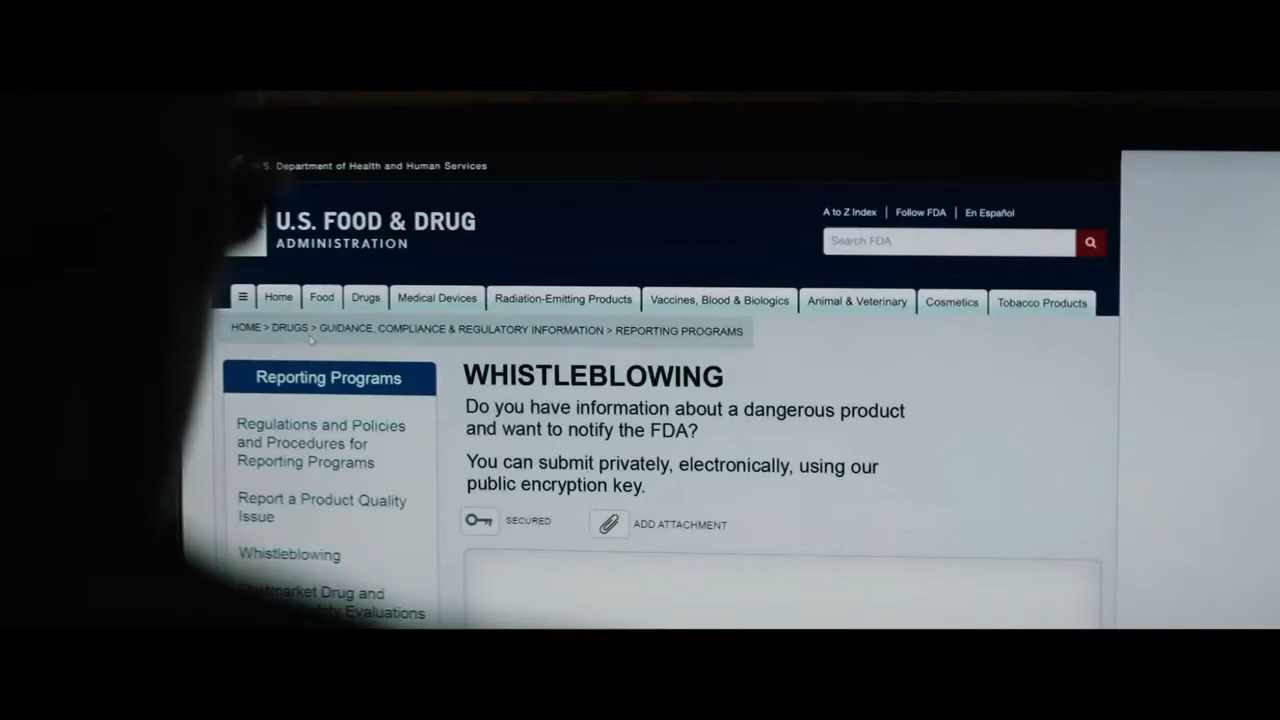 S. Department of Health and Human Services
U.S. FOOD & DRUG
ADMINISTRATION
A to Z Index | Follow FDA | En Español
Search FDA
Home Food Drugs Medical Devices Radiation-Emitting Products Vaccines, Blood & Biologics Animal & Veterinary Cosmetics Tobacco Products
HOME > DRUGS > GUIDANCE, COMPLIANCE & REGULATORY INFORMATION > REPORTING PROGRAMS
Reporting Programs
Regulations and Policies
and Procedures for
Reporting Programs
Report a Product Quality
Issue
Whistleblowing
Drug and
Evaluations
WHISTLEBLOWING
Do you have information about a dangerous product
and want to notify the FDA?
You can submit privately, electronically, using our
public encryption key.
SECURED
ADD ATTACHMENT